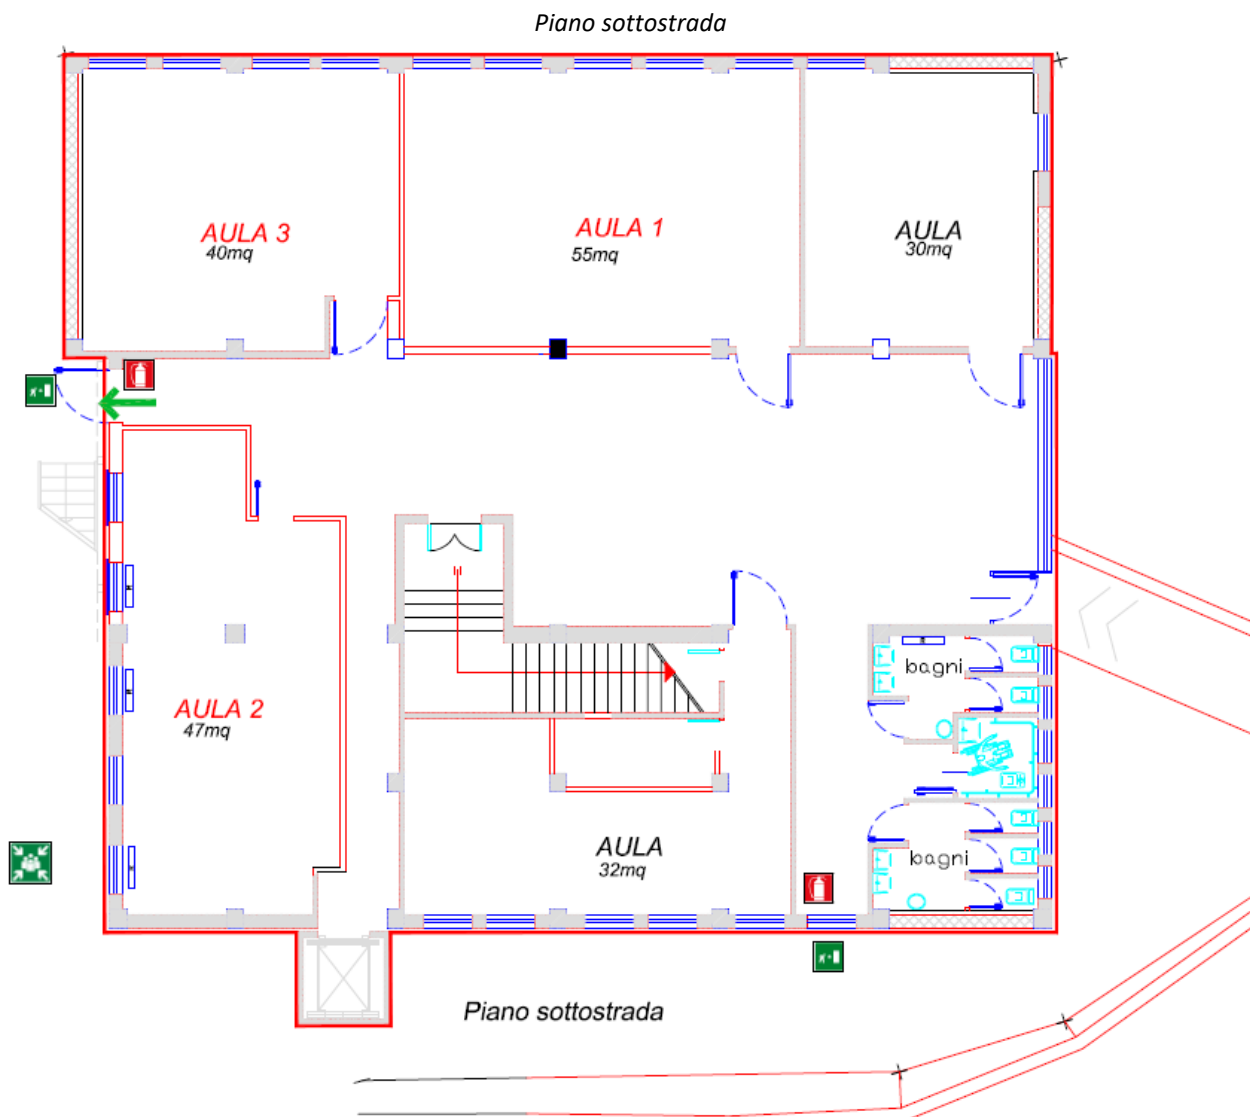 Piano sottostrada
AULA 3
40mq
AULA 1
55mq
AULA
30mq
AULA 2
47mq
bagni
AULA
32mq
bagni
Piano sottostrada